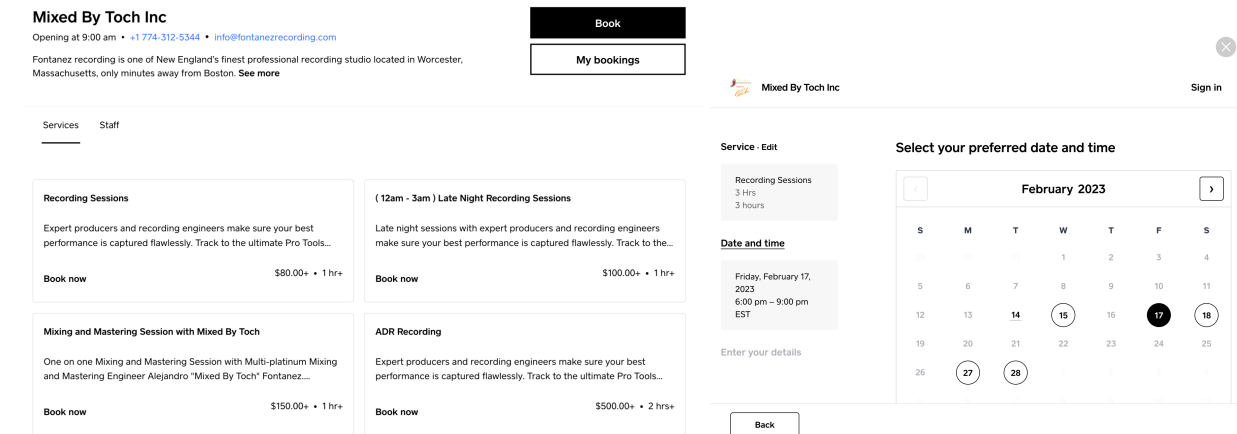 Mixed By Toch Inc
Opening at 9:00 am • +1 774-312-5344 • info@fontanezrecording.com
Fontanez recording is one of New England's finest professional recording studio located in Worcester,
Massachusetts, only minutes away from Boston. See more
Book
My bookings
Services Staff
Recording Sessions
Expert producers and recording engineers make sure your best
performance is captured flawlessly. Track to the ultimate Pro Tools...
Book now $80.00+ • 1 hr+
( 12am - 3am ) Late Night Recording Sessions
Late night sessions with expert producers and recording engineers
make sure your best performance is captured flawlessly. Track to the...
Book now $100.00+ • 1 hr+
Mixing and Mastering Session with Mixed By Toch
One on one Mixing and Mastering Session with Multi-platinum Mixing
and Mastering Engineer Alejandro "Mixed By Toch" Fontanez....
Book now $150.00+ • 1 hr+
ADR Recording
Expert producers and recording engineers make sure your best
performance is captured flawlessly. Track to the ultimate Pro Tools...
Book now $500.00+ • 2 hrs+
Mixed By Toch Inc
Sign in
Service · Edit
Recording Sessions
3 Hrs
3 hours
Date and time
Friday, February 17,
2023
6:00 pm – 9:00 pm
EST
Enter your details
Select your preferred date and time
February 2023
S M T W T F S
1 2 3 4
5 6 7 8 9 10 11
12 13 14 15 16 17 18
19 20 21 22 23 24 25
26 27 28
Back